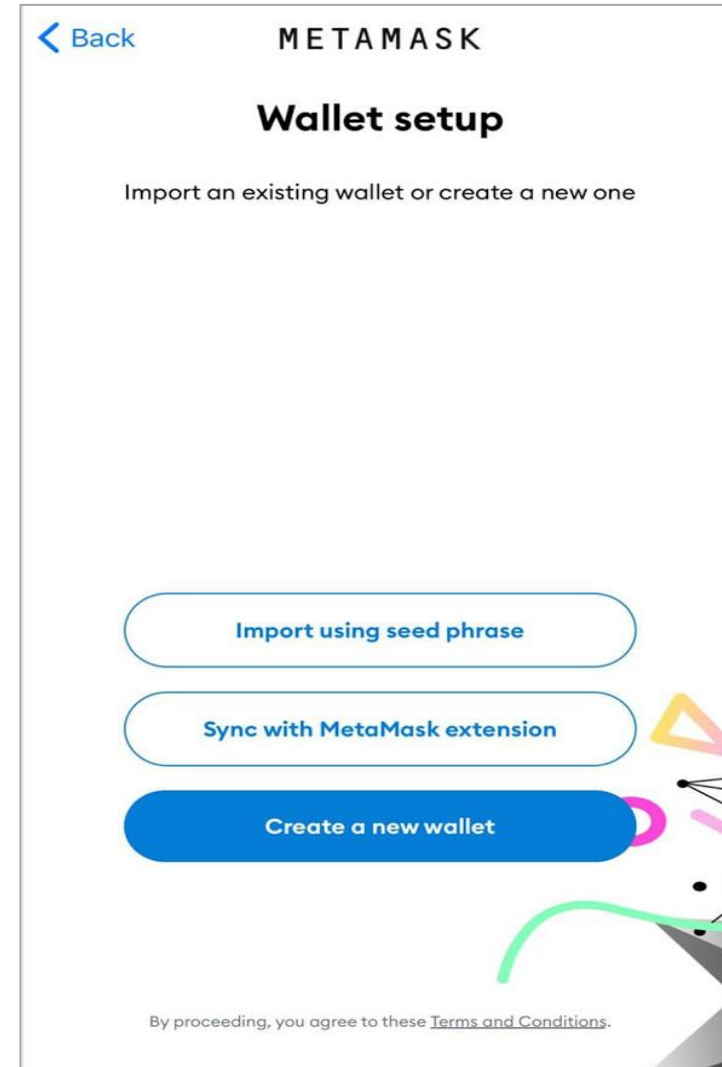 Back
METAMASK
Wallet setup
Import an existing wallet or create a new one
Import using seed phrase
Sync with MetaMask extension
Create a new wallet
By proceeding, you agree to these Terms and Conditions.